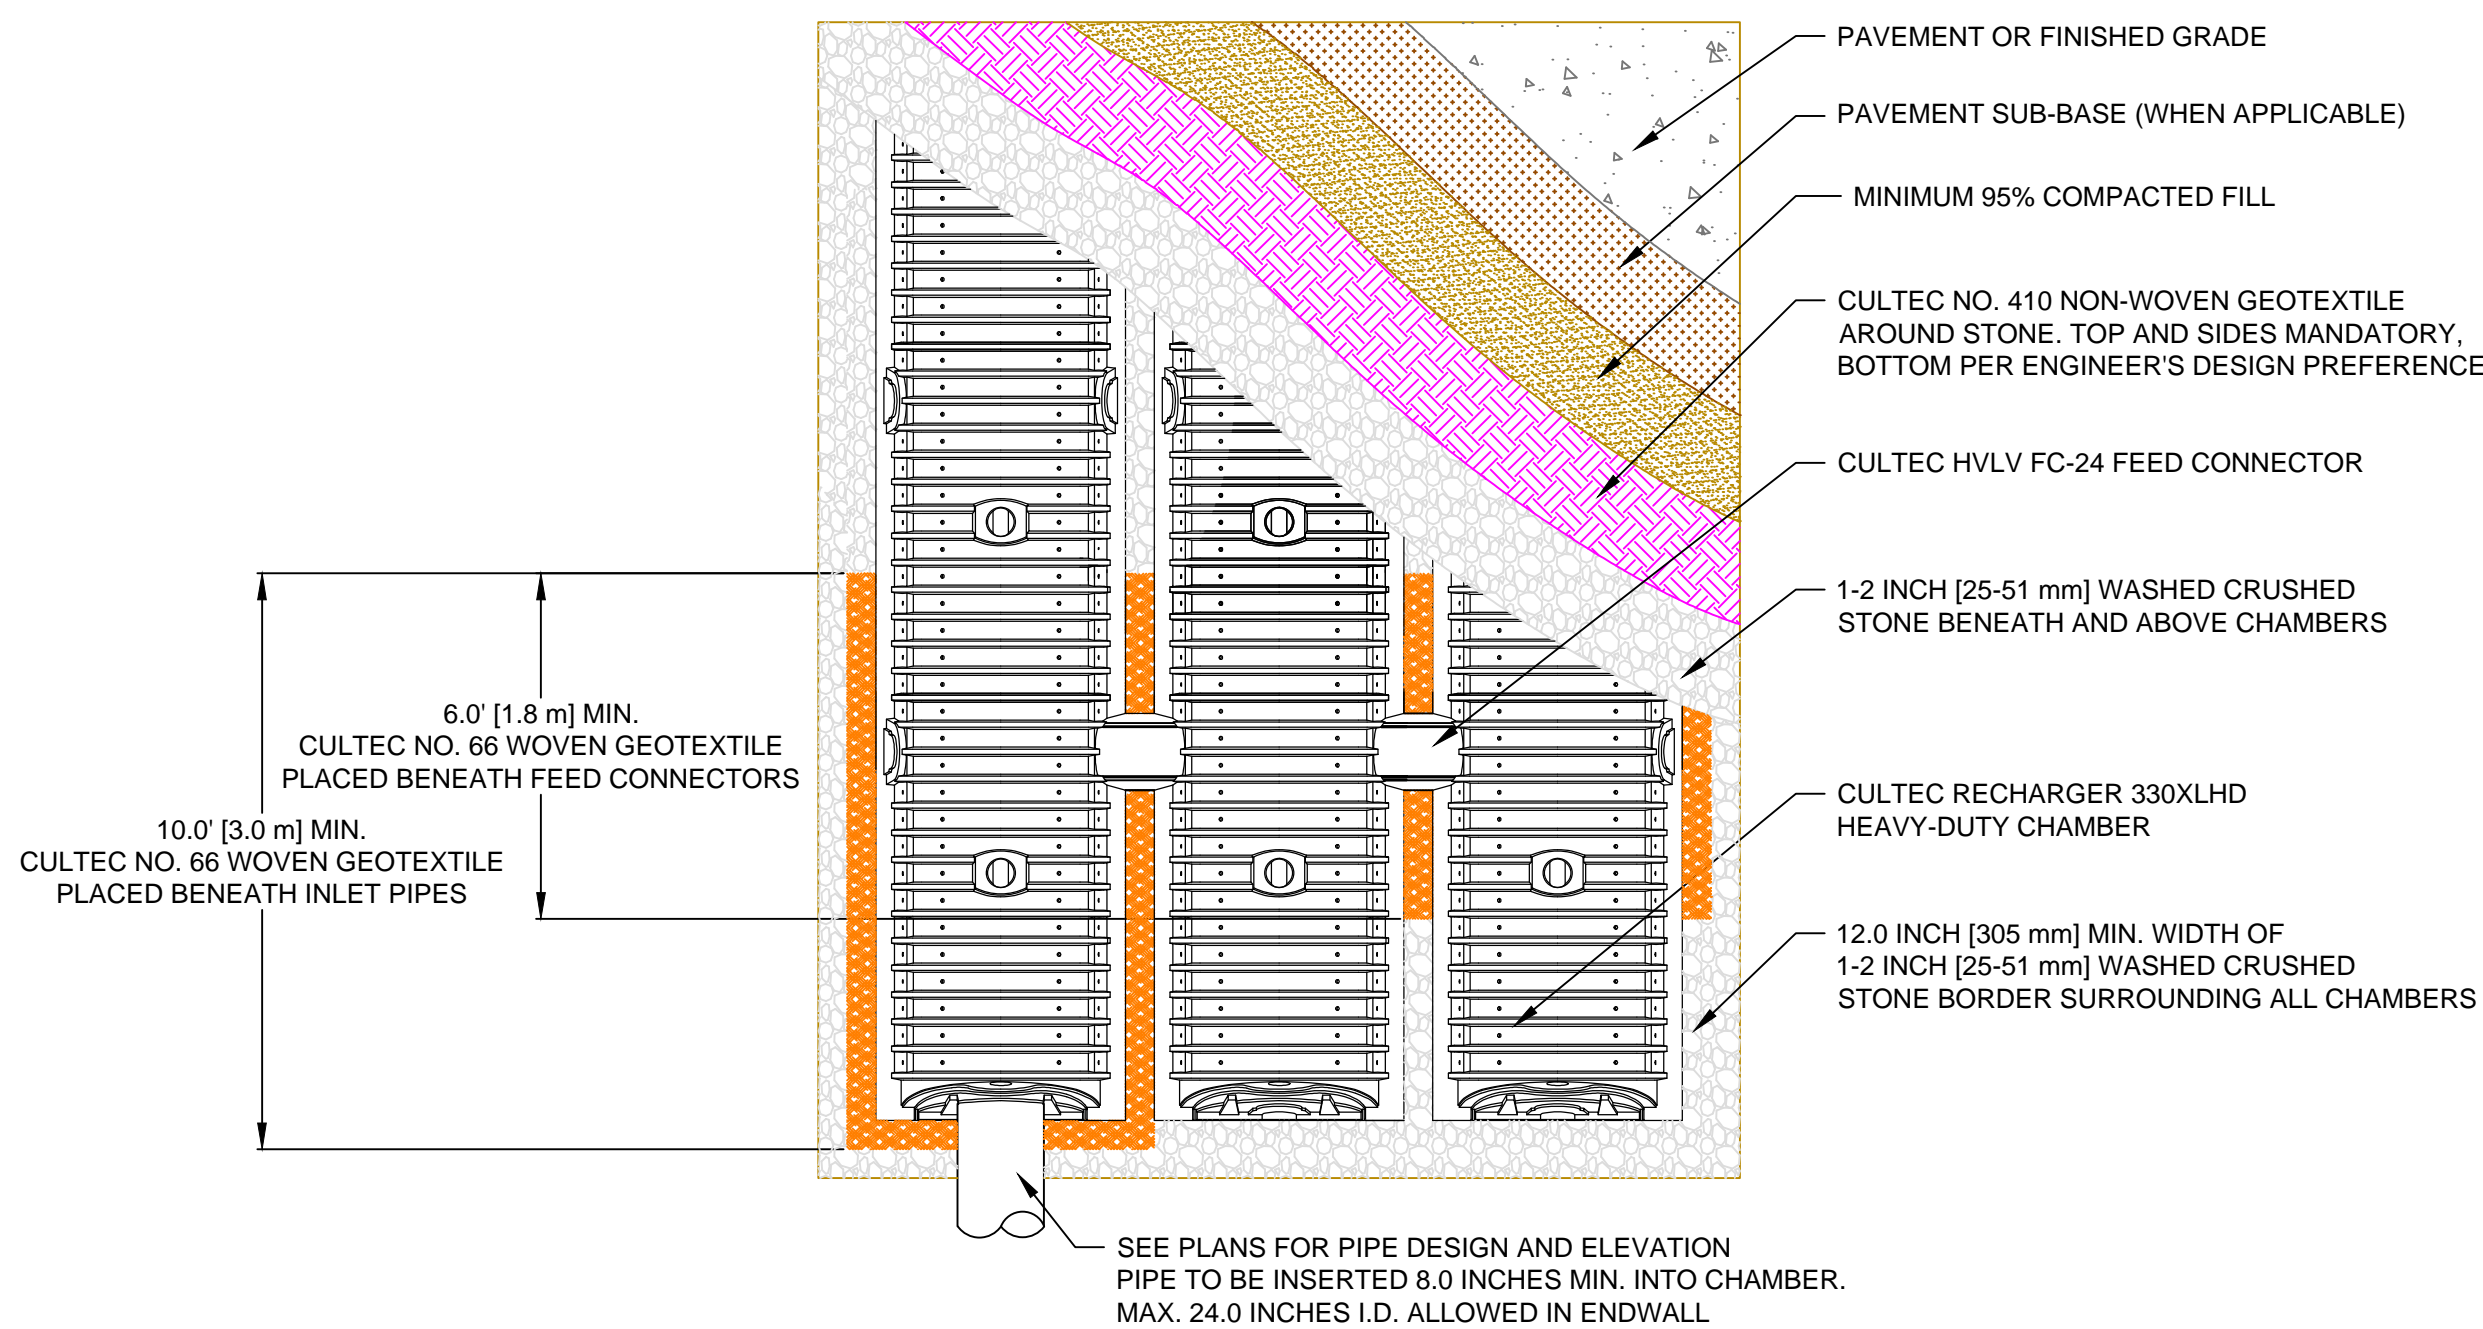 PAVEMENT OR FINISHED GRADE
PAVEMENT SUB-BASE (WHEN APPLICABLE)
MINIMUM 95% COMPACTED FILL
CULTEC NO. 410 NON-WOVEN GEOTEXTILE
AROUND STONE. TOP AND SIDES MANDATORY,
BOTTOM PER ENGINEER'S DESIGN PREFERENCE
CULTEC HVLV FC-24 FEED CONNECTOR
1-2 INCH [25-51 mm] WASHED CRUSHED
STONE BENEATH AND ABOVE CHAMBERS
6.0' [1.8 m] MIN.
CULTEC NO. 66 WOVEN GEOTEXTILE
PLACED BENEATH FEED CONNECTORS
10.0' [3.0 m] MIN.
CULTEC NO. 66 WOVEN GEOTEXTILE
PLACED BENEATH INLET PIPES
CULTEC RECHARGER 330XLHD
HEAVY-DUTY CHAMBER
12.0 INCH [305 mm] MIN. WIDTH OF
1-2 INCH [25-51 mm] WASHED CRUSHED
STONE BORDER SURROUNDING ALL CHAMBERS
SEE PLANS FOR PIPE DESIGN AND ELEVATION
PIPE TO BE INSERTED 8.0 INCHES MIN. INTO CHAMBER.
MAX. 24.0 INCHES I.D. ALLOWED IN ENDWALL